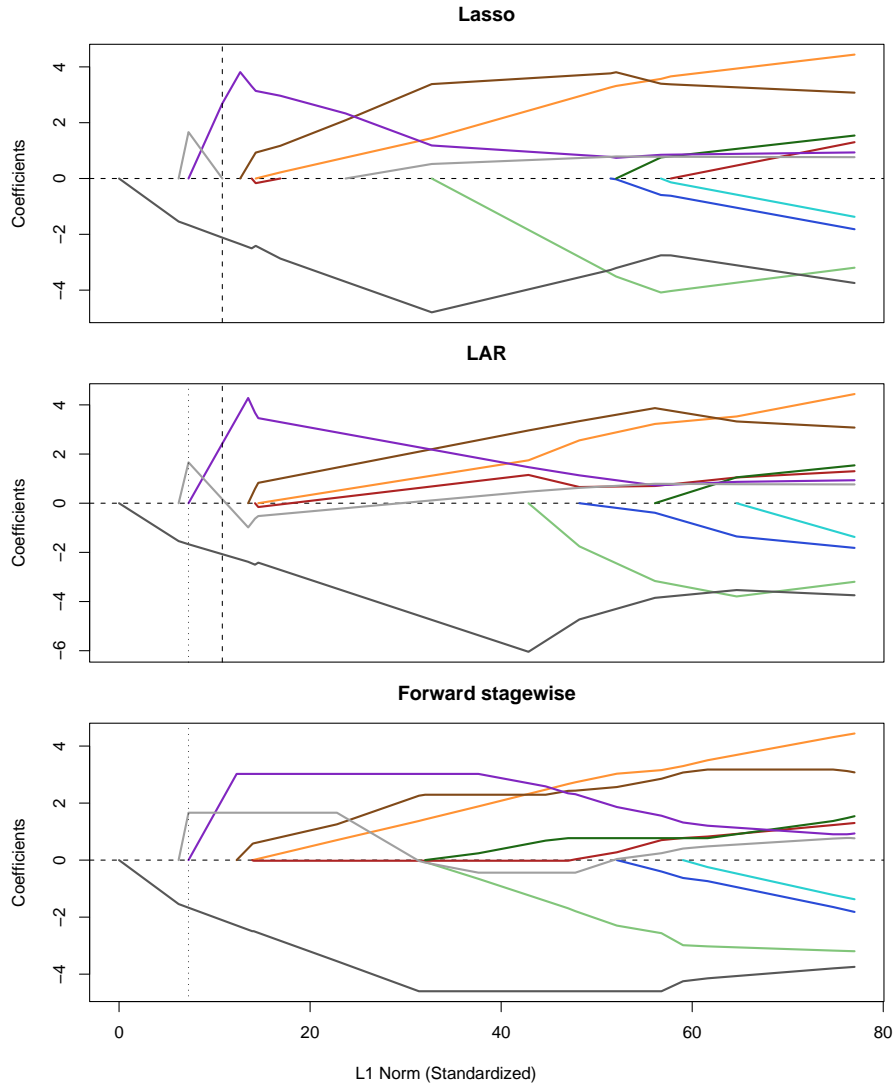 Lasso
4
2
0
−2
−4
Coefficients
LAR
4
2
0
−2
−4
−6
Coefficients
Forward stagewise
4
2
0
−2
−4
Coefficients
0 20 40 60 80
L1 Norm (Standardized)